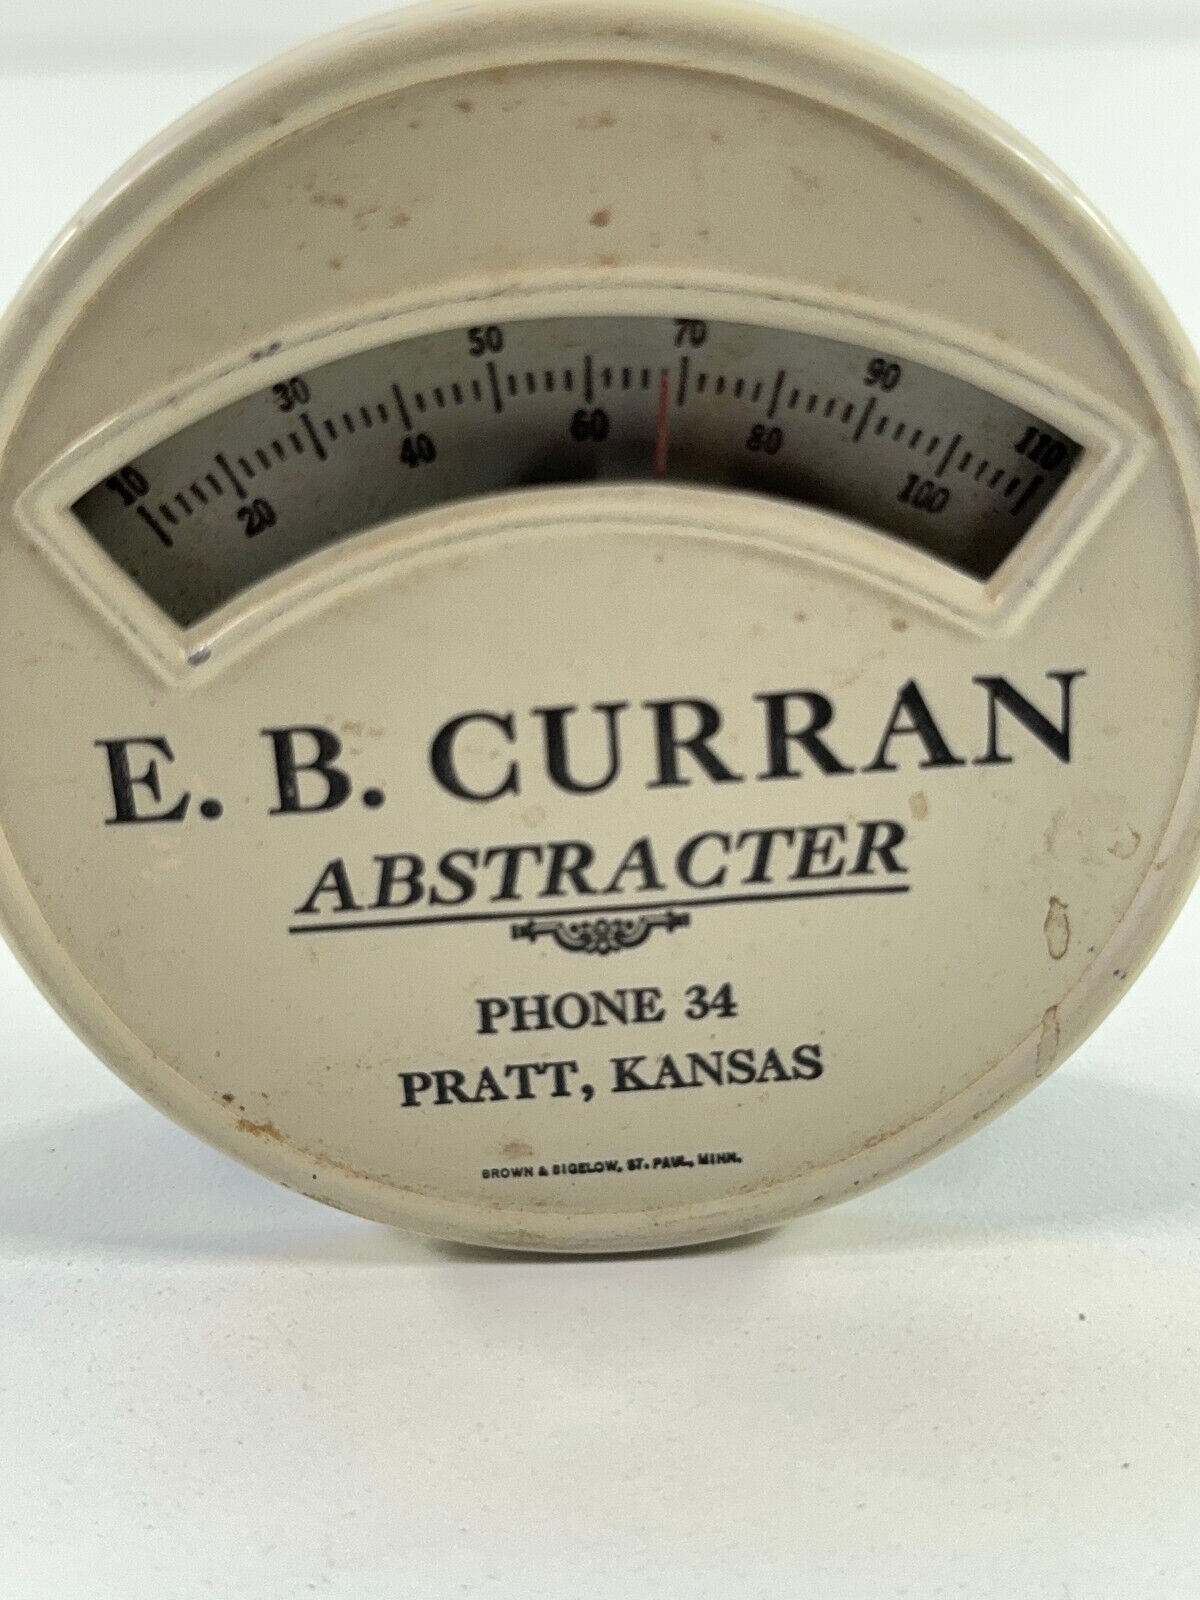 10 30 50 70 90 110
20 40 60 80 100
E. B. CURRAN
ABSTRACTER
PHONE 34
PRATT, KANSAS
BROWN & BIGELOW, ST. PAUL, MINN.